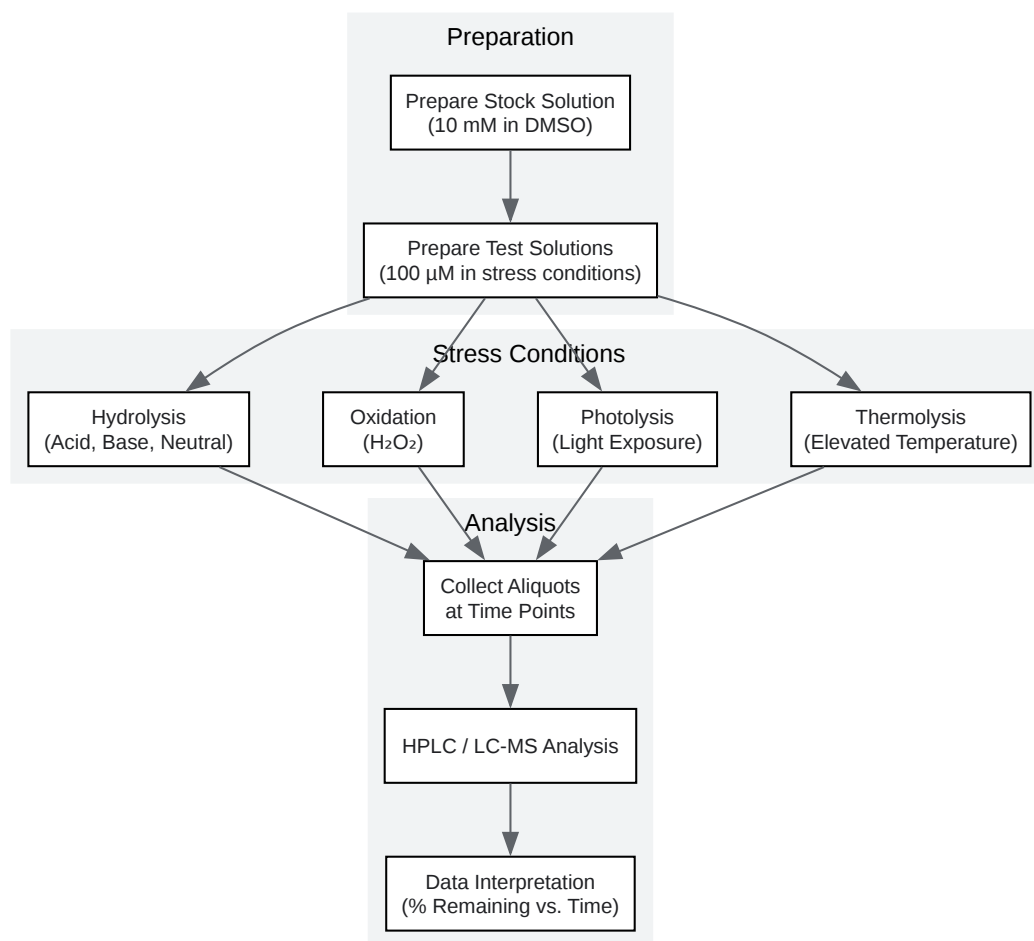 Preparation
Prepare Stock Solution
(10 mM in DMSO)
Prepare Test Solutions
(100 µM in stress conditions)
Stress Conditions
Hydrolysis
(Acid, Base, Neutral)
Oxidation
(H₂O₂)
Photolysis
(Light Exposure)
Thermolysis
(Elevated Temperature)
Analysis
Collect Aliquots
at Time Points
HPLC / LC-MS Analysis
Data Interpretation
(% Remaining vs. Time)